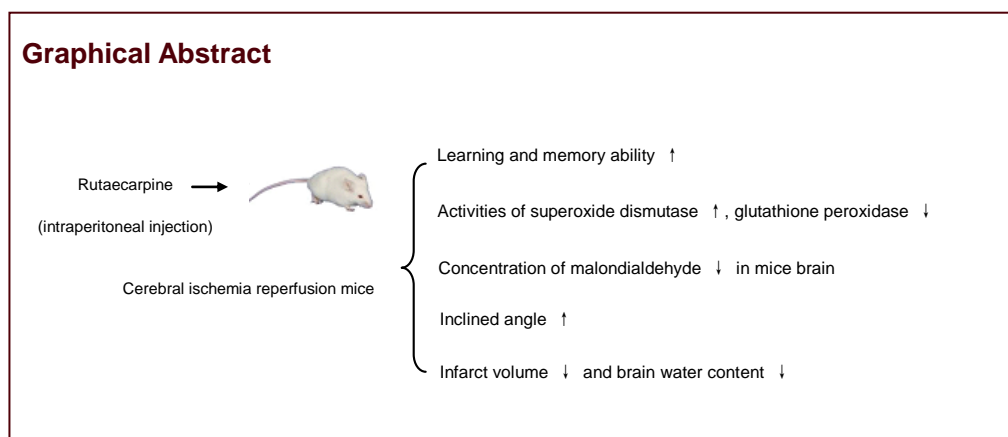 Graphical Abstract
Learning and memory ability ↑
Rutaecarpine
(intraperitoneal injection)
Activities of superoxide dismutase ↑ , glutathione peroxidase ↓
Concentration of malondialdehyde ↓ in mice brain
Cerebral ischemia reperfusion mice
Inclined angle ↑
Infarct volume ↓ and brain water content ↓